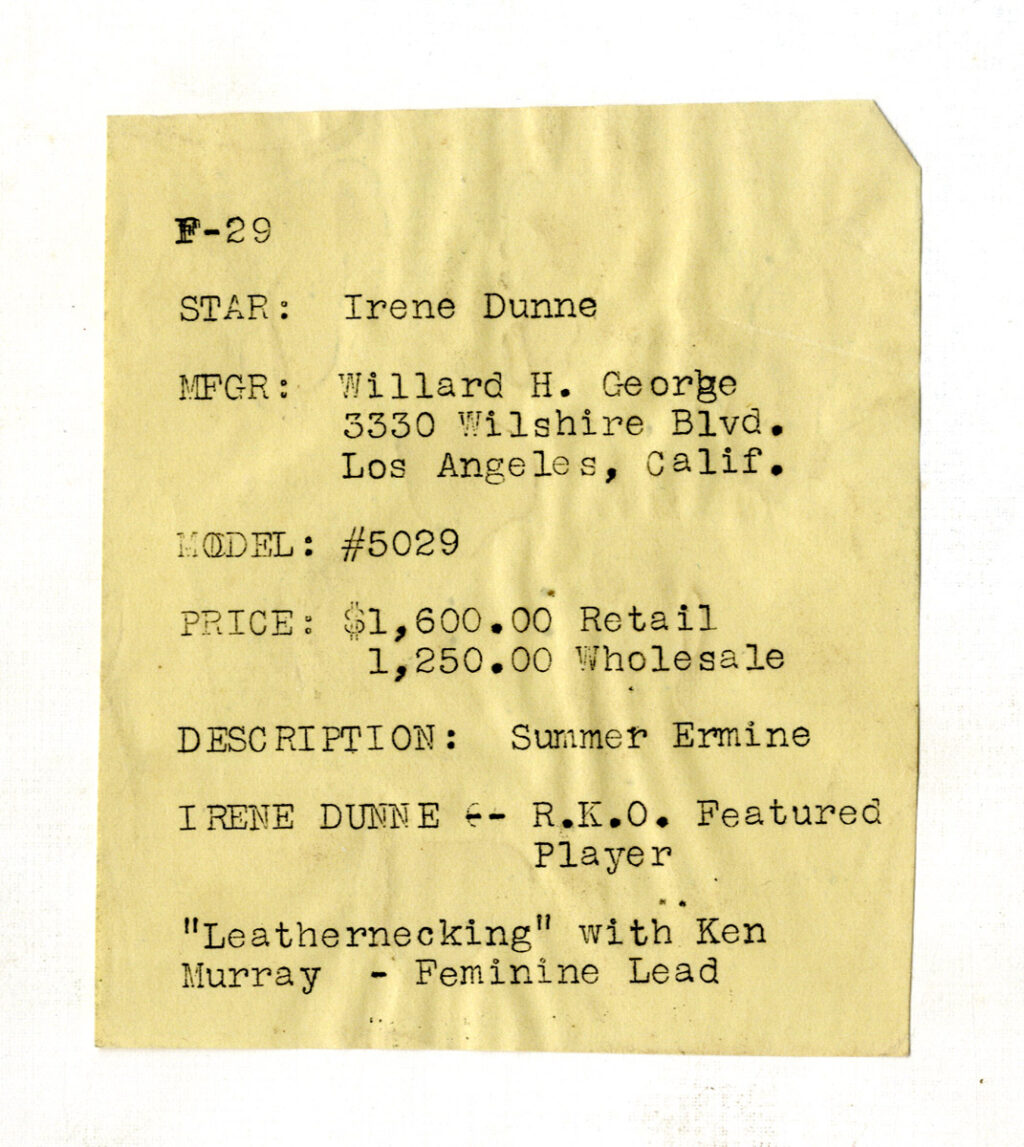 F-29
STAR: Irene Dunne
MFGR: Willard H. George
3330 Wilshire Blvd.
Los Angeles, Calif.
MODEL: #5029
PRICE: $1,600.00 Retail
1,250.00 Wholesale
DESCRIPTION: Summer Ermine
IRENE DUNNE -- R.K.O. Featured
Player
"Leathernecking" with Ken
Murray - Feminine Lead